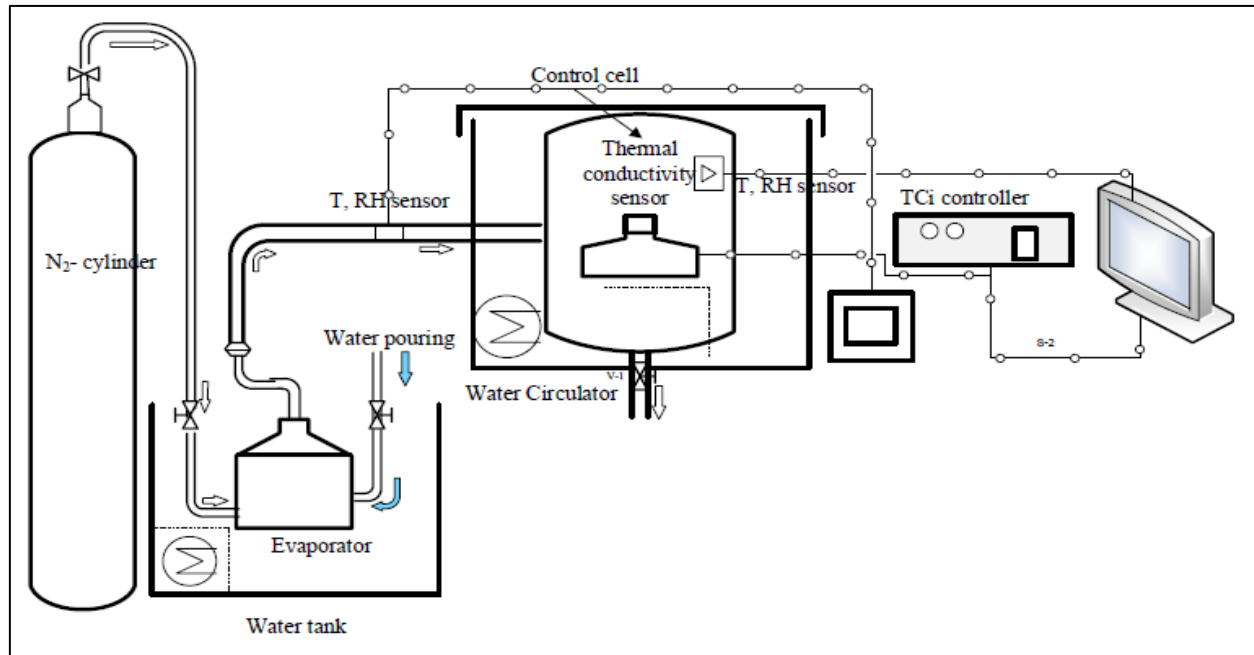 Control cell
Thermal
conductivity
sensor
T, RH sensor
T, RH sensor
TCi controller
N₂- cylinder
Water pouring
S-2
V-1
Water Circulator
Evaporator
Water tank